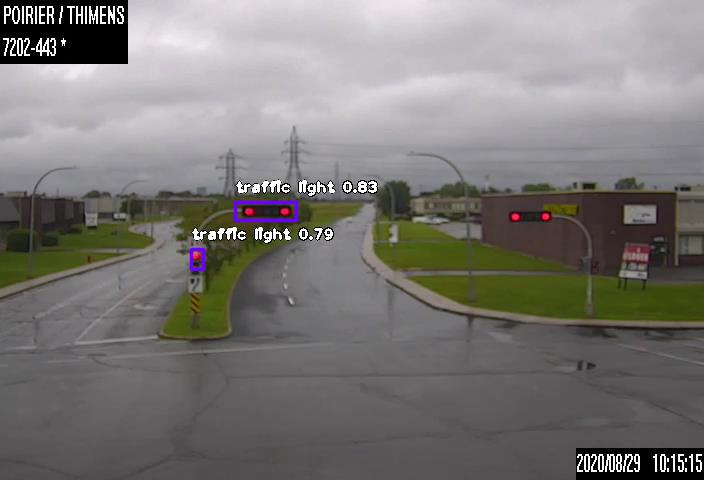 POIRIER / THIMENS
7202-443 *
traffic light 0.83
traffic light 0.79
2020/08/29 10:15:15